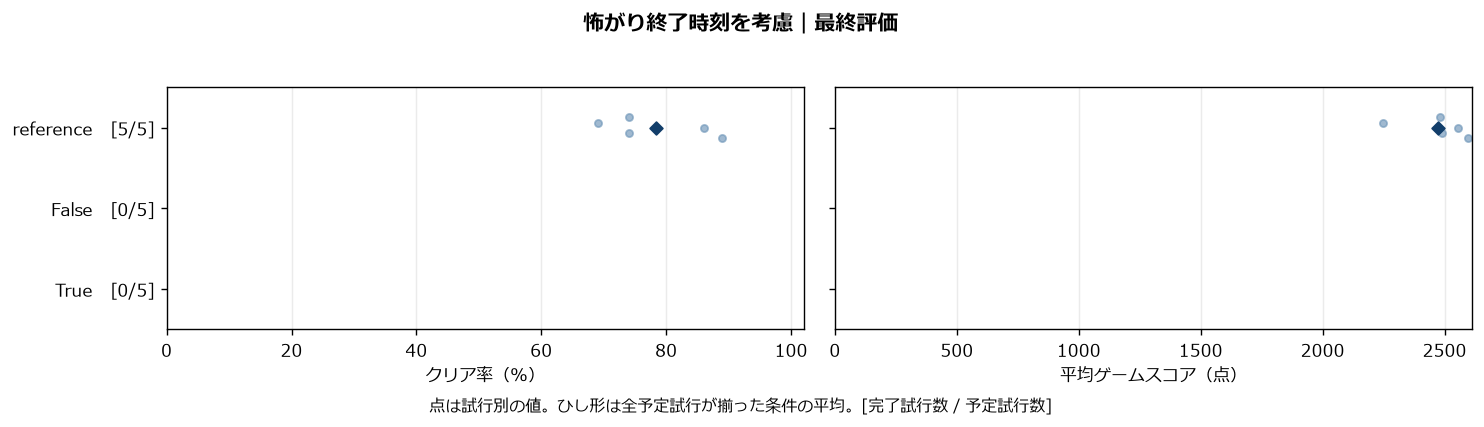 怖がり終了時刻を考慮｜最終評価
reference [5/5]
False [0/5]
True [0/5]
0 20 40 60 80 100
0 500 1000 1500 2000 2500
クリア率（%）
平均ゲームスコア（点）
点は試行別の値。ひし形は全予定試行が揃った条件の平均。[完了試行数 / 予定試行数]